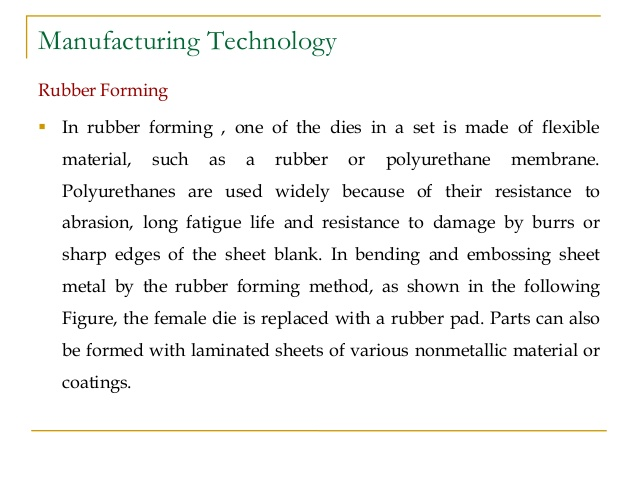 Manufacturing Technology
Rubber Forming
▪ In rubber forming , one of the dies in a set is made of flexible
material, such as a rubber or polyurethane membrane.
Polyurethanes are used widely because of their resistance to
abrasion, long fatigue life and resistance to damage by burrs or
sharp edges of the sheet blank. In bending and embossing sheet
metal by the rubber forming method, as shown in the following
Figure, the female die is replaced with a rubber pad. Parts can also
be formed with laminated sheets of various nonmetallic material or
coatings.